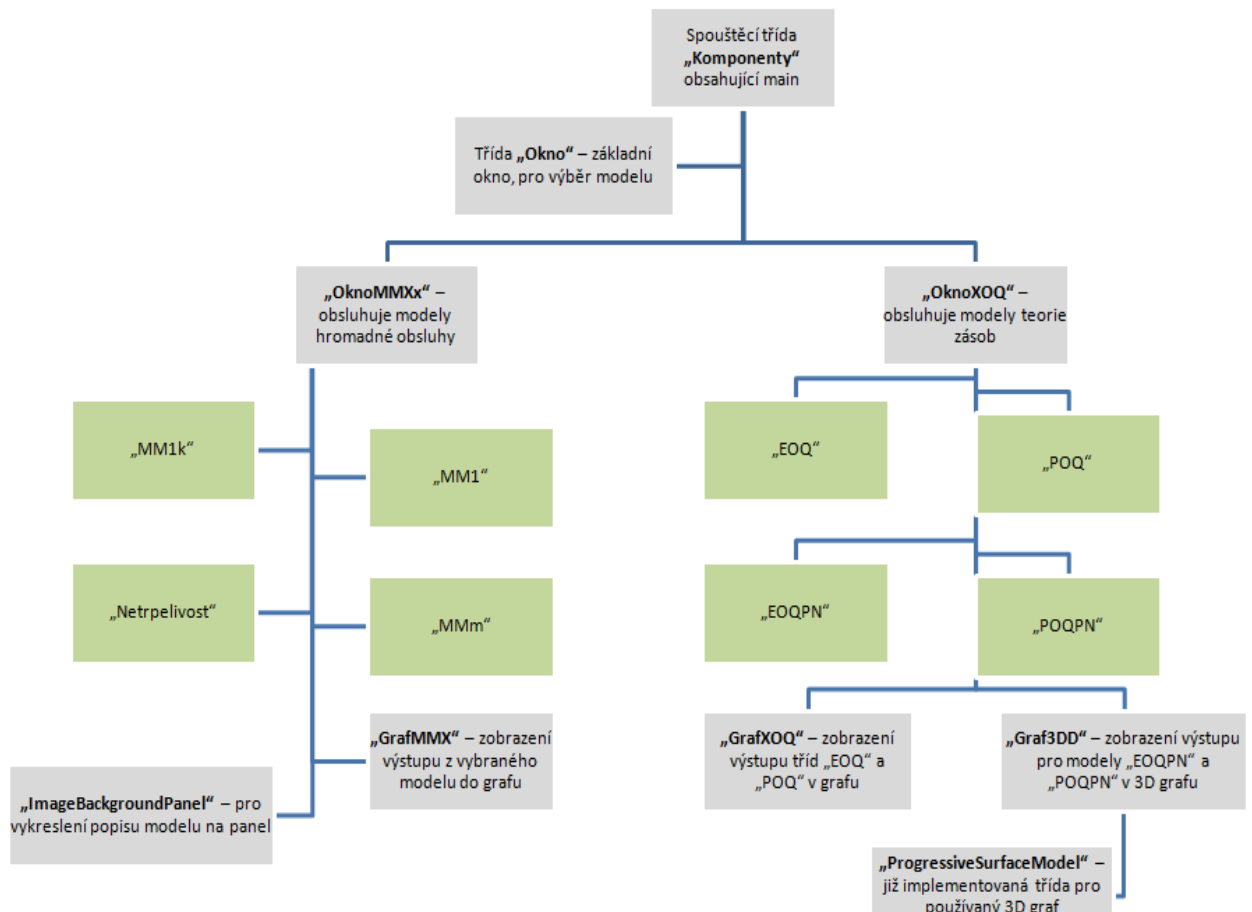 Spouštěcí třída
„Komponenty“
obsahující main
Třída „Okno“ – základní
okno, pro výběr modelu
„OknoMMXx“ –
obsluhuje modely
hromadné obsluhy
„OknoXOQ“ –
obsluhuje modely teorie
zásob
„MM1k“
„MM1“
„EOQ“
„POQ“
„Netrpelivost“
„MMm“
„EOQPN“
„POQPN“
„GrafMMX“ – zobrazení
výstupu z vybraného
modelu do grafu
„ImageBackgroundPanel“ – pro
vykreslení popisu modelu na panel
„GrafXOQ“ – zobrazení
výstupu tříd „EOQ“ a
„POQ“ v grafu
„Graf3DD“ – zobrazení výstupu
pro modely „EOQPN“ a
„POQPN“ v 3D grafu
„ProgressiveSurfaceModel“ –
již implementovaná třída pro
používaný 3D graf